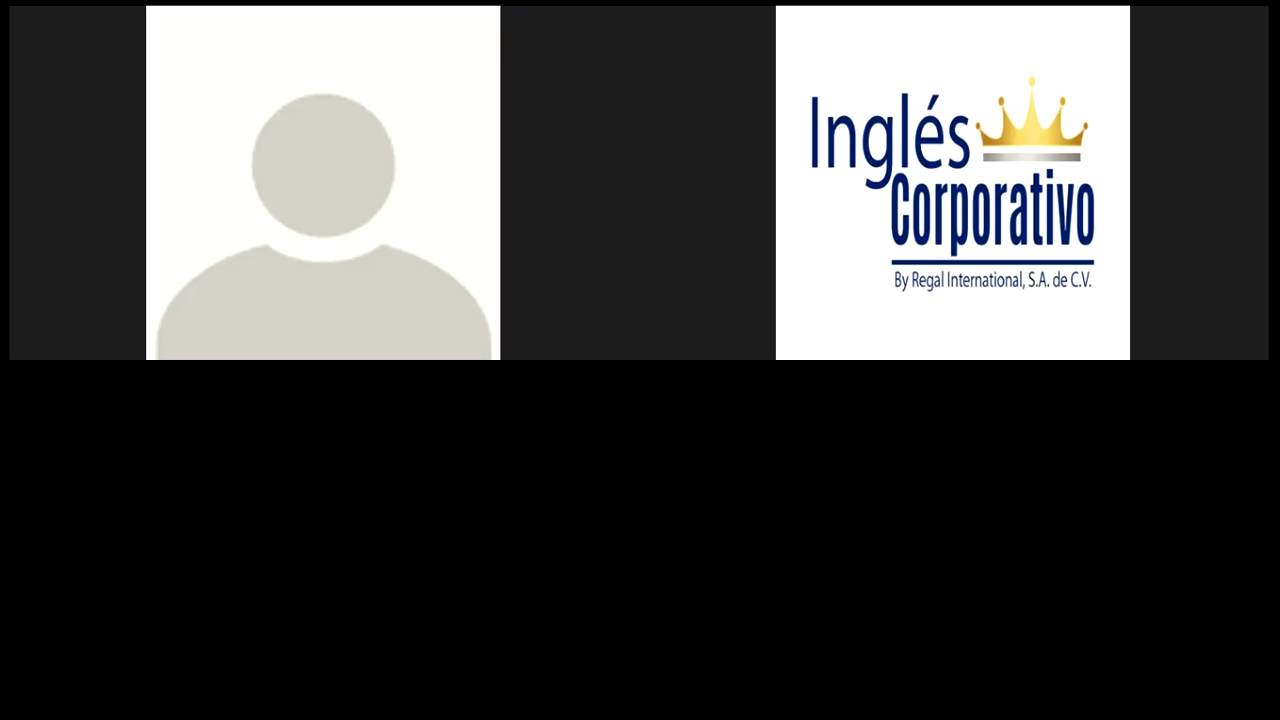 Inglés
Corporativo
By Regal International, S.A. de C.V.